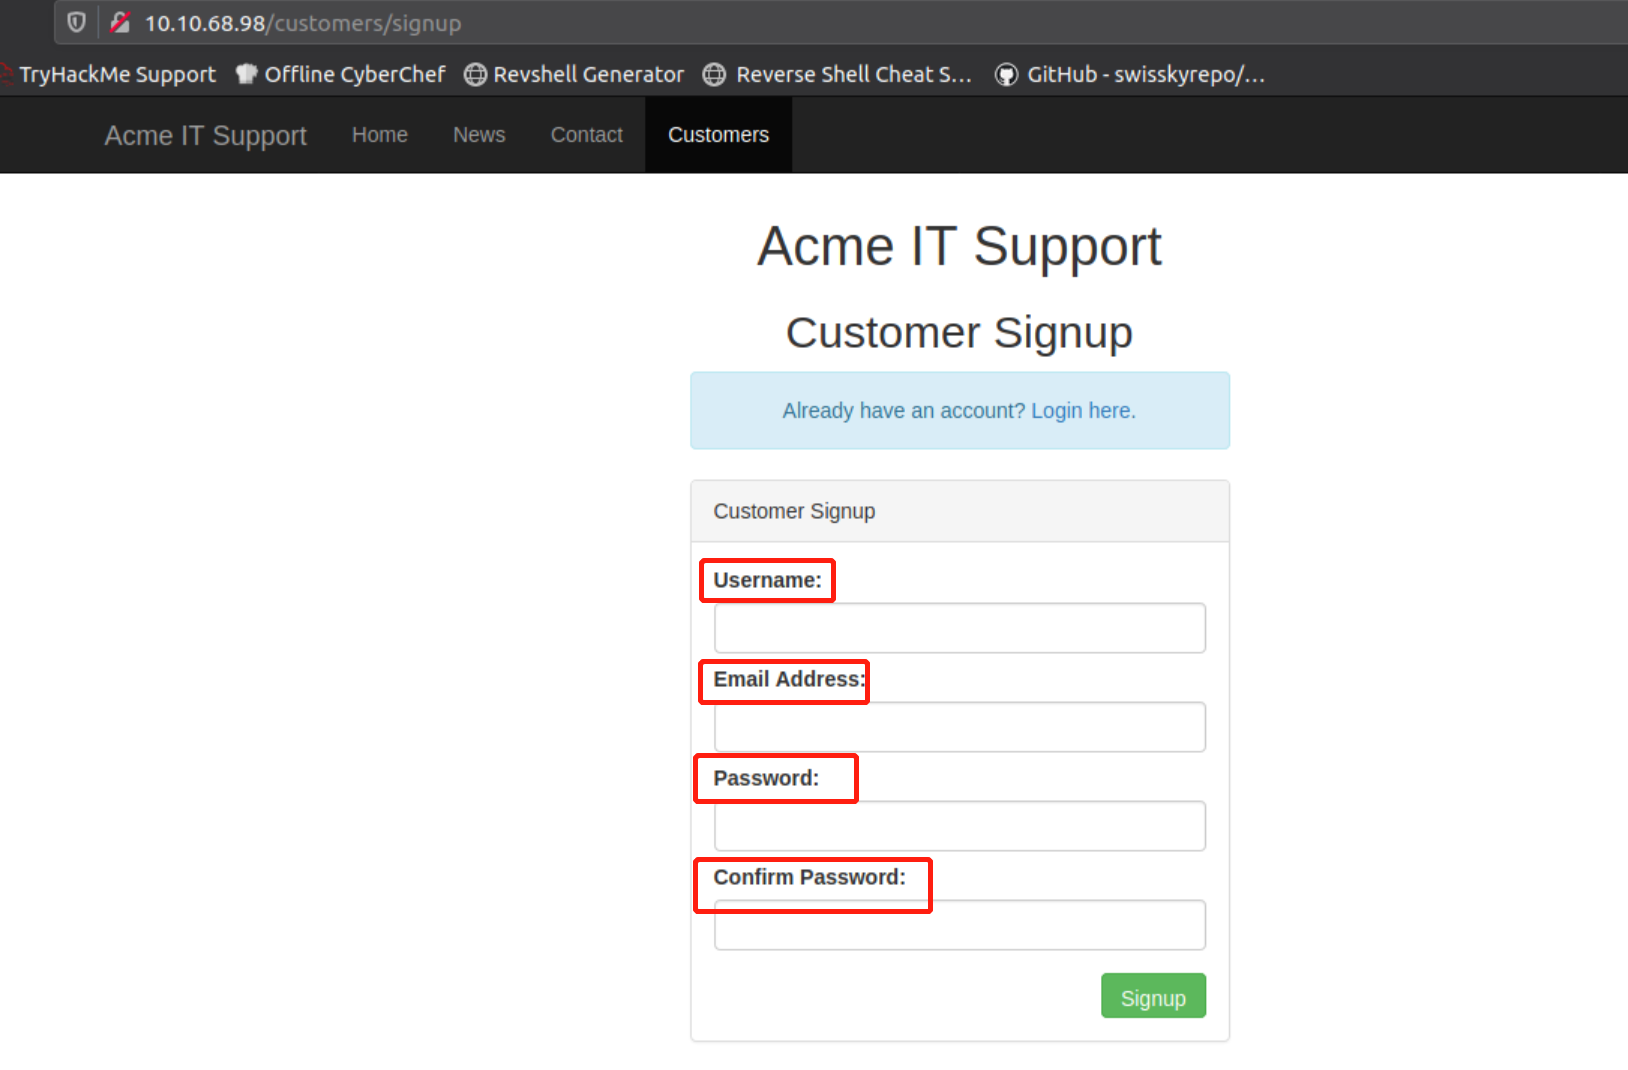 10.10.68.98/customers/signup
TryHackMe Support Offline CyberChef Revshell Generator Reverse Shell Cheat S... GitHub - swisskyrepo/...
Acme IT Support Home News Contact Customers
Acme IT Support
Customer Signup
Already have an account? Login here.
Customer Signup
Username:
Email Address:
Password:
Confirm Password:
Signup